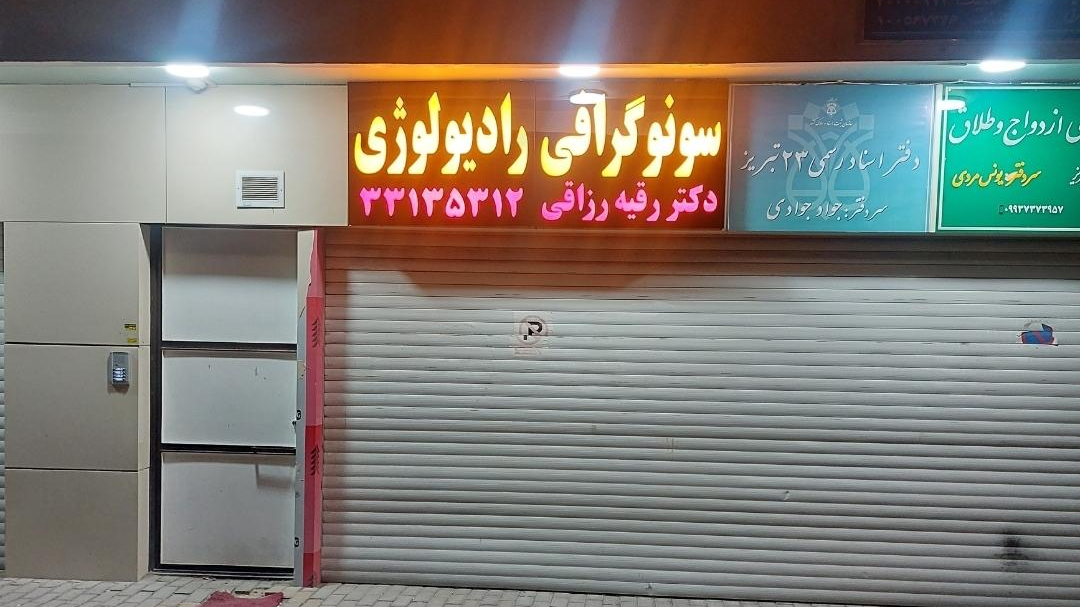 سونوگرافی رادیولوژی
دکتر رقیه رزاقی ۳۳۱۳۵۳۱۲
دفتر اسناد رسمی ۲۳ تبریز
سردفتر: جواد جوادی
ازدواج و طلاق
سردفتر: یونس مردی
۰۹۹۲۷۳۷۳۹۵۷
P